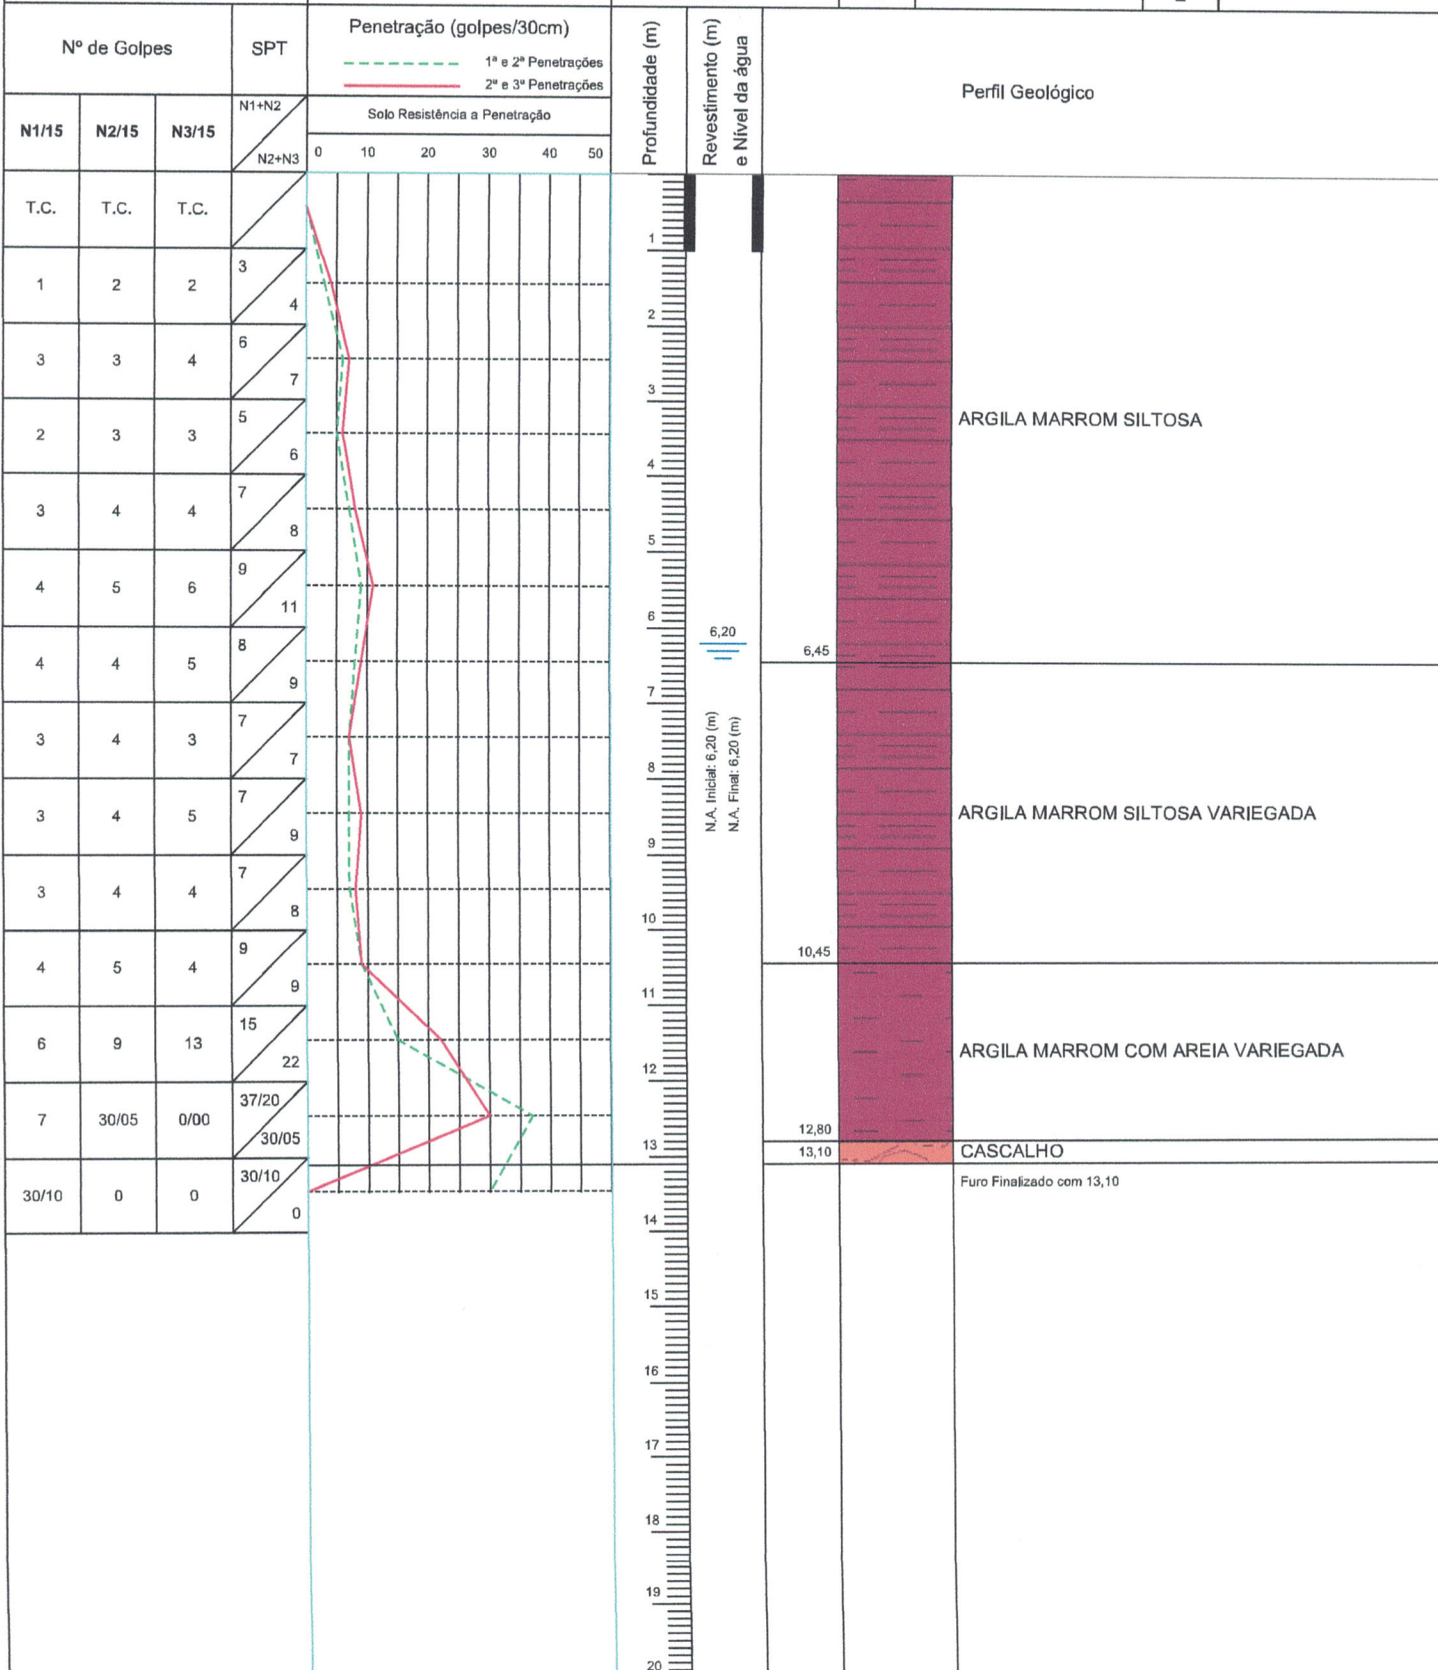 Nº de Golpes
SPT
Penetração (golpes/30cm)
1ª e 2ª Penetrações
2ª e 3ª Penetrações
Solo Resistência a Penetração
N1/15 N2/15 N3/15
N1+N2
N2+N3
0 10 20 30 40 50
Profundidade (m)
Revestimento (m)
e Nível da água
Perfil Geológico
T.C. T.C. T.C.
1 2 2 3 4
3 3 4 6 7
2 3 3 5 6
3 4 4 7 8
4 5 6 9 11
4 4 5 8 9
3 4 3 7 7
3 4 5 7 9
3 4 4 7 8
4 5 4 9 9
6 9 13 15 22
7 30/05 0/00 37/20 30/05
30/10 0 0 30/10 0
1
2
3
4
5
6
7
8
9
10
11
12
13
14
15
16
17
18
19
20
6,20
N.A. Inicial: 6,20 (m)
N.A. Final: 6,20 (m)
ARGILA MARROM SILTOSA
6,45
ARGILA MARROM SILTOSA VARIEGADA
10,45
ARGILA MARROM COM AREIA VARIEGADA
12,80
13,10
CASCALHO
Furo Finalizado com 13,10